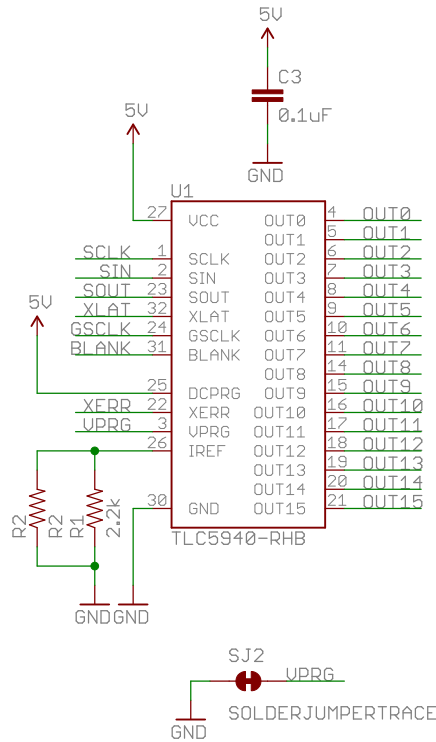 5V
C3
0.1uF
GND
5V
U1
27 VCC OUT0 4 OUT0
OUT1 5 OUT1
SCLK 1 SCLK OUT2 6 OUT2
SIN 2 SIN OUT3 7 OUT3
SOUT 23 SOUT OUT4 8 OUT4
XLAT 32 XLAT OUT5 9 OUT5
GSCLK 24 GSCLK OUT6 10 OUT6
BLANK 31 BLANK OUT7 11 OUT7
5V
OUT8 14 OUT8
25 DCPRG OUT9 15 OUT9
XERR 22 XERR OUT10 16 OUT10
VPRG 3 VPRG OUT11 17 OUT11
26 IREF OUT12 18 OUT12
OUT13 19 OUT13
OUT14 20 OUT14
30 GND OUT15 21 OUT15
R2
R2
R1
2.2k
TLC5940-RHB
GND
GND
SJ2
VPRG
SOLDERJUMPERTRACE
GND